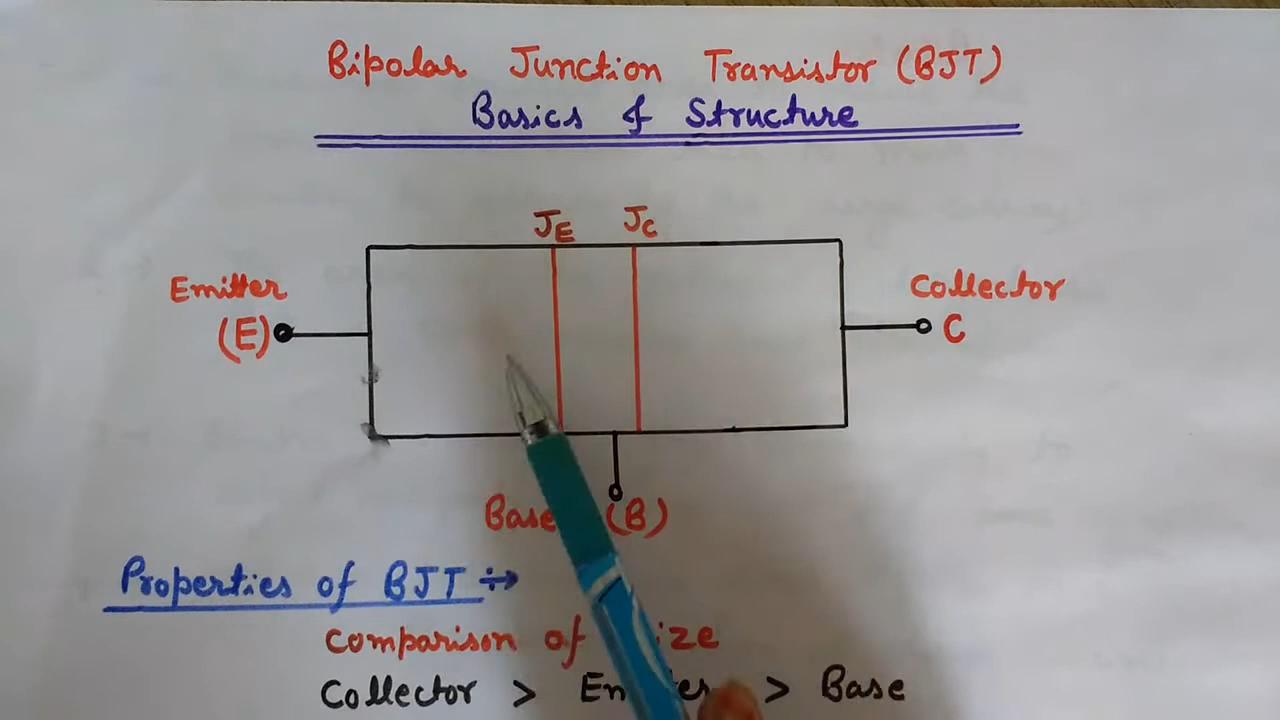 Bipolar Junction Transistor (BJT)
Basics & Structure
JE JC
Emitter
(E)
Collector
C
Base (B)
Properties of BJT ÷→
Comparison of
Collector > > Base